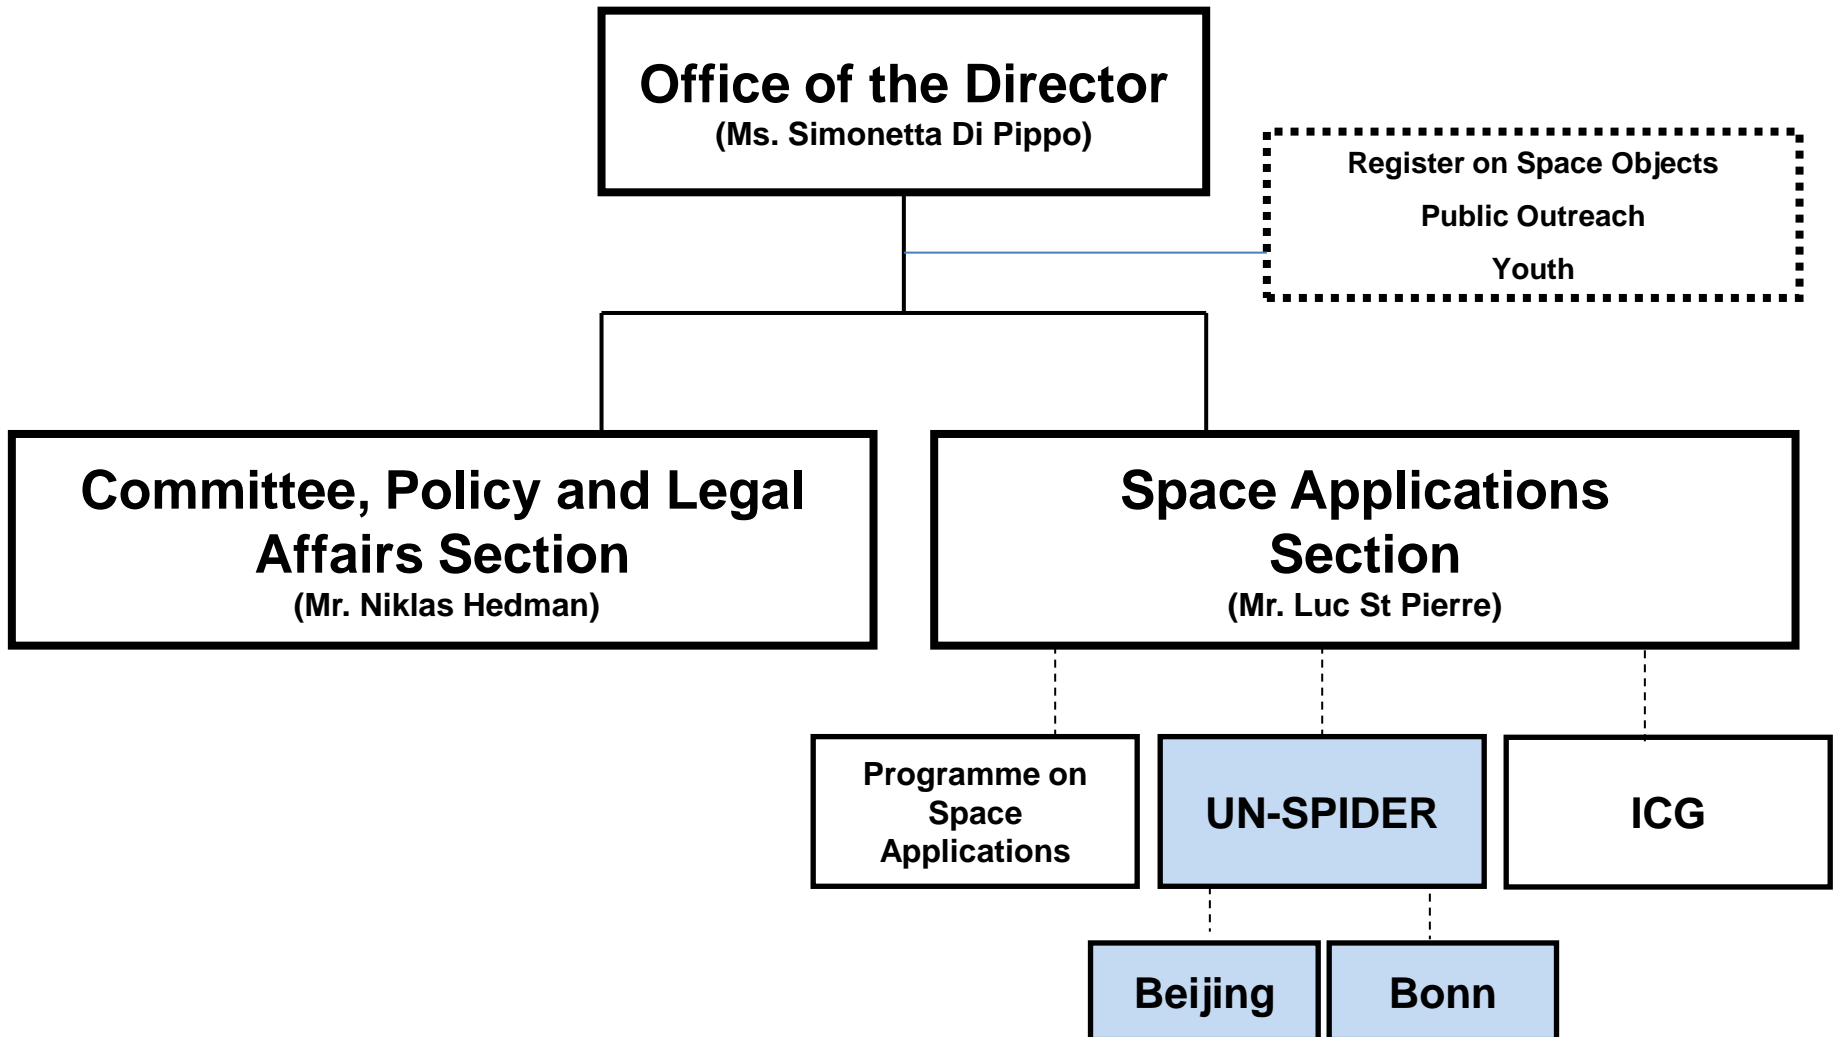 Office of the Director
(Ms. Simonetta Di Pippo)
Register on Space Objects
Public Outreach
Youth
Committee, Policy and Legal
Affairs Section
(Mr. Niklas Hedman)
Space Applications
Section
(Mr. Luc St Pierre)
Programme on
Space
Applications
UN-SPIDER
ICG
Beijing
Bonn